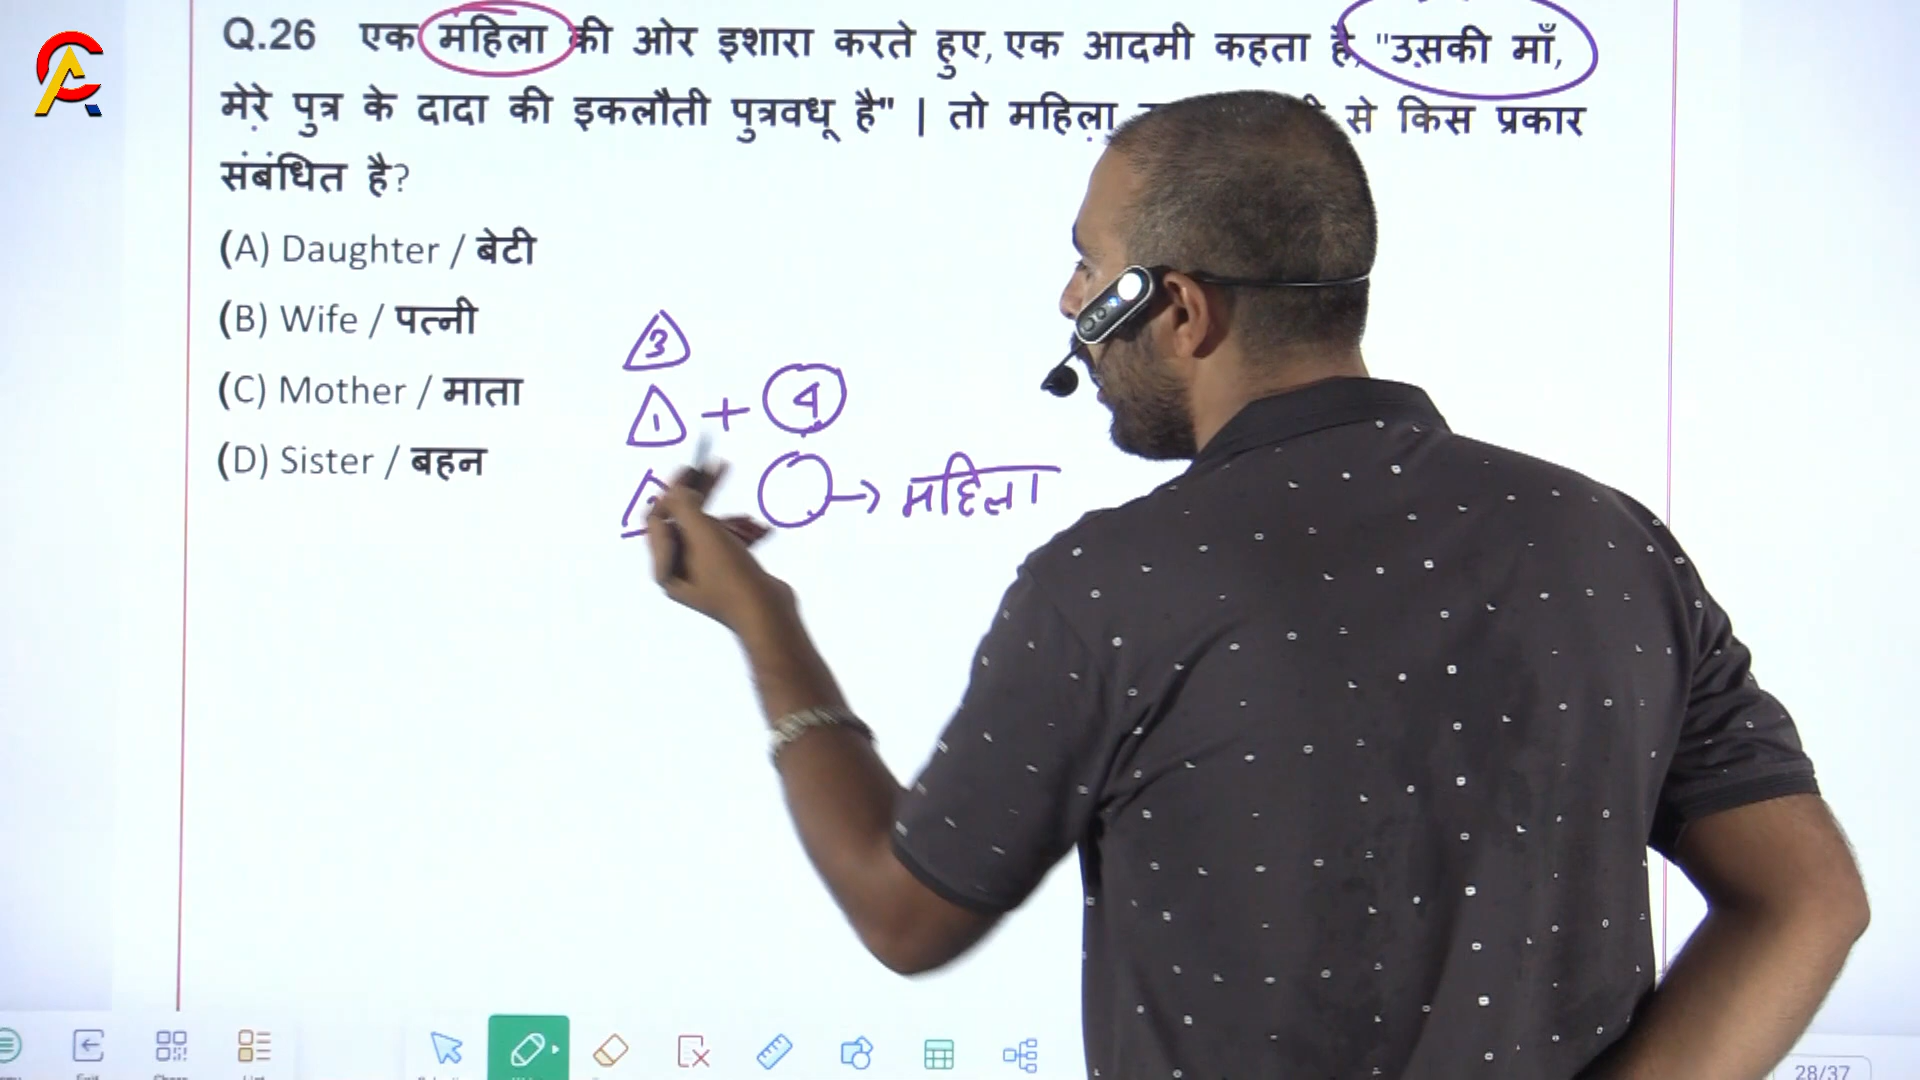 Q.26 एक महिला की ओर इशारा करते हुए, एक आदमी कहता है, "उसकी माँ,
मेरे पुत्र के दादा की इकलौती पुत्रवधू है" | तो महिला से किस प्रकार
संबंधित है?
(A) Daughter / बेटी
(B) Wife / पत्नी
(C) Mother / माता
(D) Sister / बहन
3
1 + 4
→ महिला
28/37